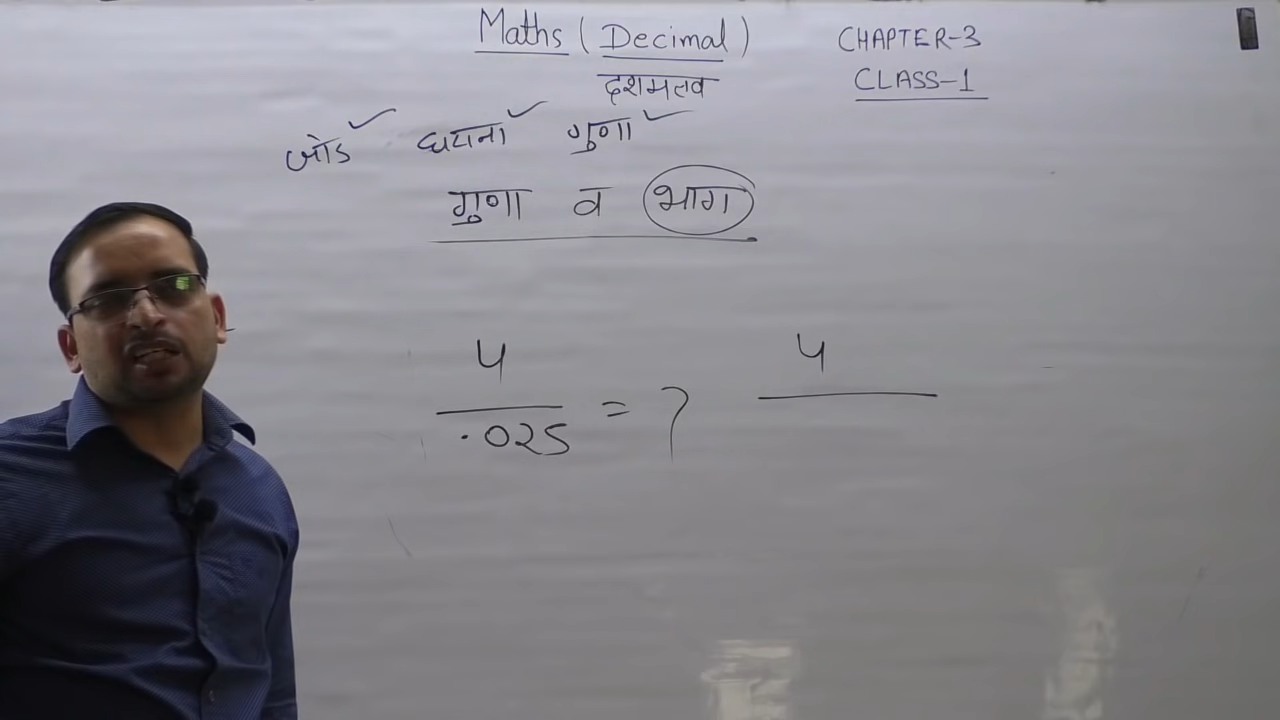 Maths (Decimal) CHAPTER-3
दशमलव CLASS-1
जोड घटाना गुणा
गुणा व भाग
4 4
.025 = ?